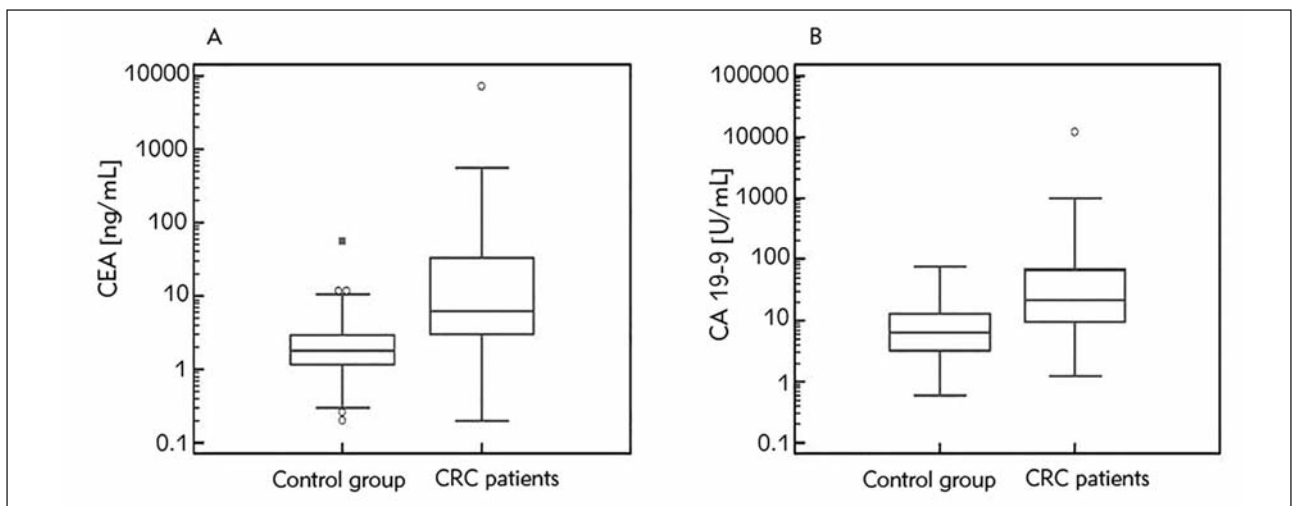 A
CEA [ng/mL]
10000
1000
100
10
1
0.1
Control group
CRC patients
B
CA 19-9 [U/mL]
100000
10000
1000
100
10
1
0.1
Control group
CRC patients